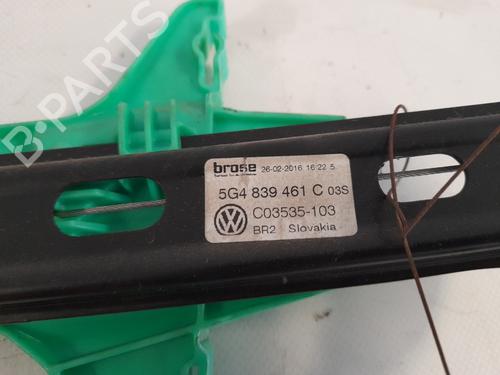 B-PARTS
brose 26-02-2016 16:22 5
5G4 839 461 C 03S
C03535-103
BR2 Slovakia